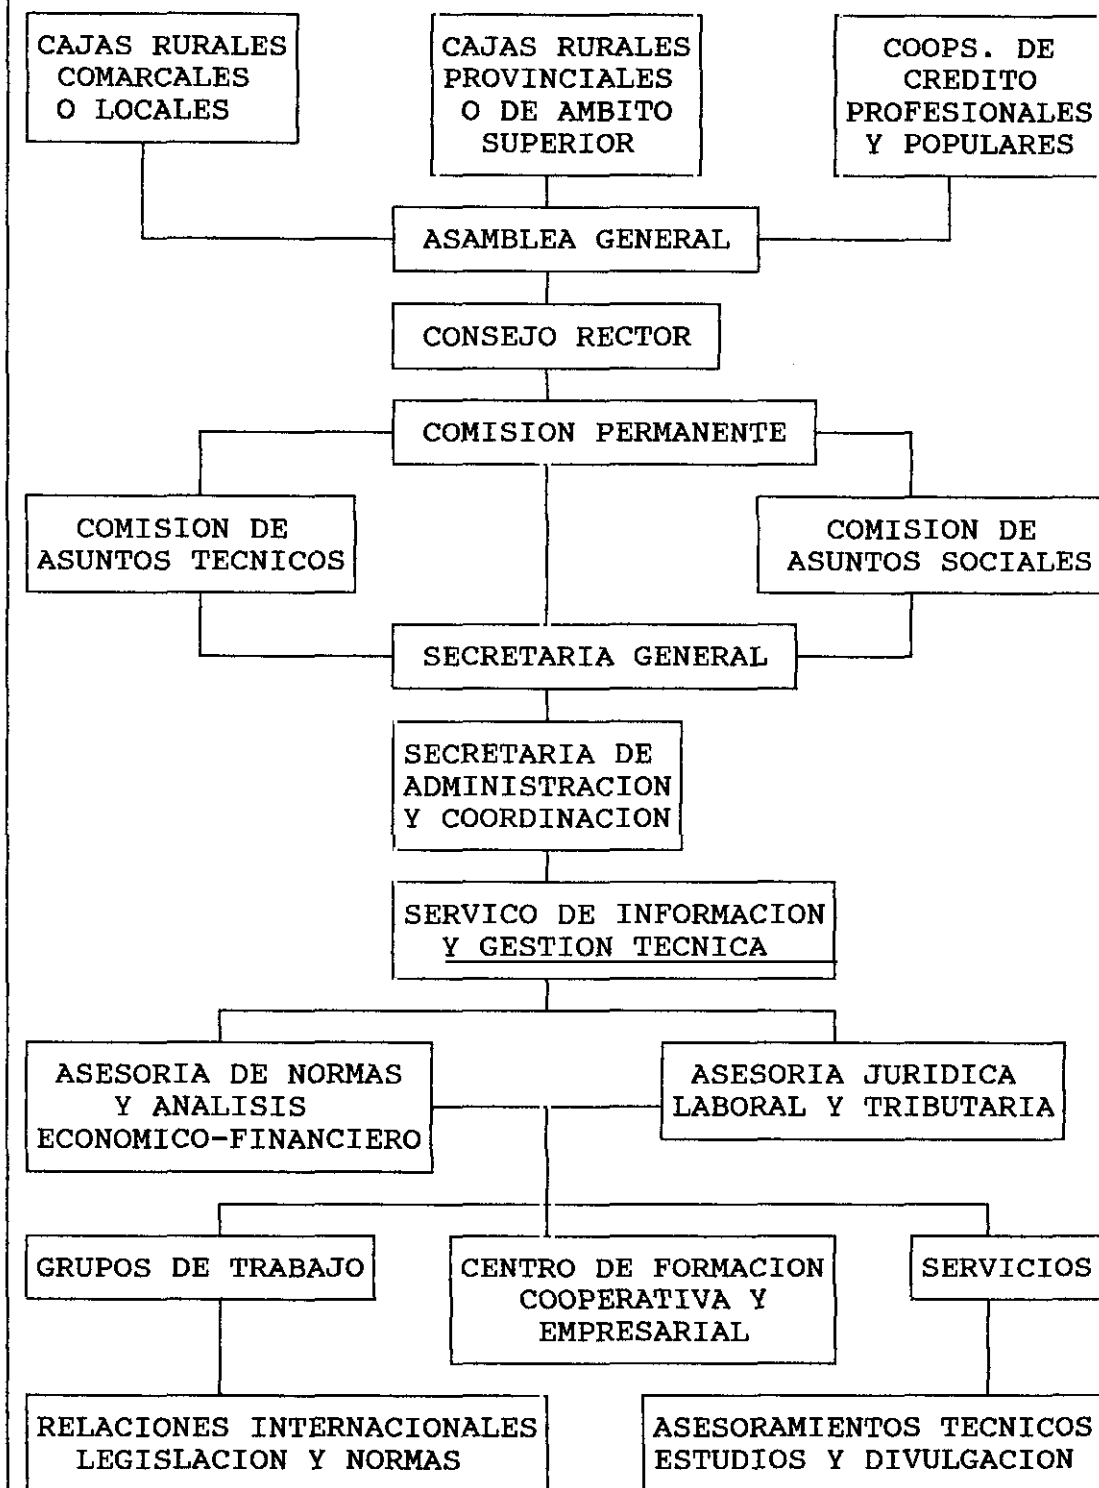 CAJAS RURALES
COMARCALES
O LOCALES
CAJAS RURALES
PROVINCIALES
O DE AMBITO
SUPERIOR
COOPS. DE
CREDITO
PROFESIONALES
Y POPULARES
ASAMBLEA GENERAL
CONSEJO RECTOR
COMISION PERMANENTE
COMISION DE
ASUNTOS TECNICOS
COMISION DE
ASUNTOS SOCIALES
SECRETARIA GENERAL
SECRETARIA DE
ADMINISTRACION
Y COORDINACION
SERVICO DE INFORMACION
Y GESTION TECNICA
ASESORIA DE NORMAS
Y ANALISIS
ECONOMICO-FINANCIERO
ASESORIA JURIDICA
LABORAL Y TRIBUTARIA
GRUPOS DE TRABAJO
CENTRO DE FORMACION
COOPERATIVA Y
EMPRESARIAL
SERVICIOS
RELACIONES INTERNACIONALES
LEGISLACION Y NORMAS
ASESORAMIENTOS TECNICOS
ESTUDIOS Y DIVULGACION